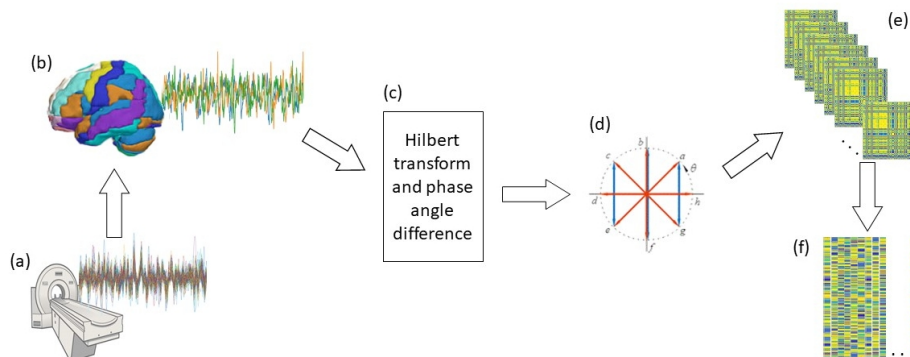 (a)
(b)
(c)
Hilbert
transform
and phase
angle
difference
(d)
b
c
a
θ
d
h
e
g
f
(e)
. . .
(f)
. .